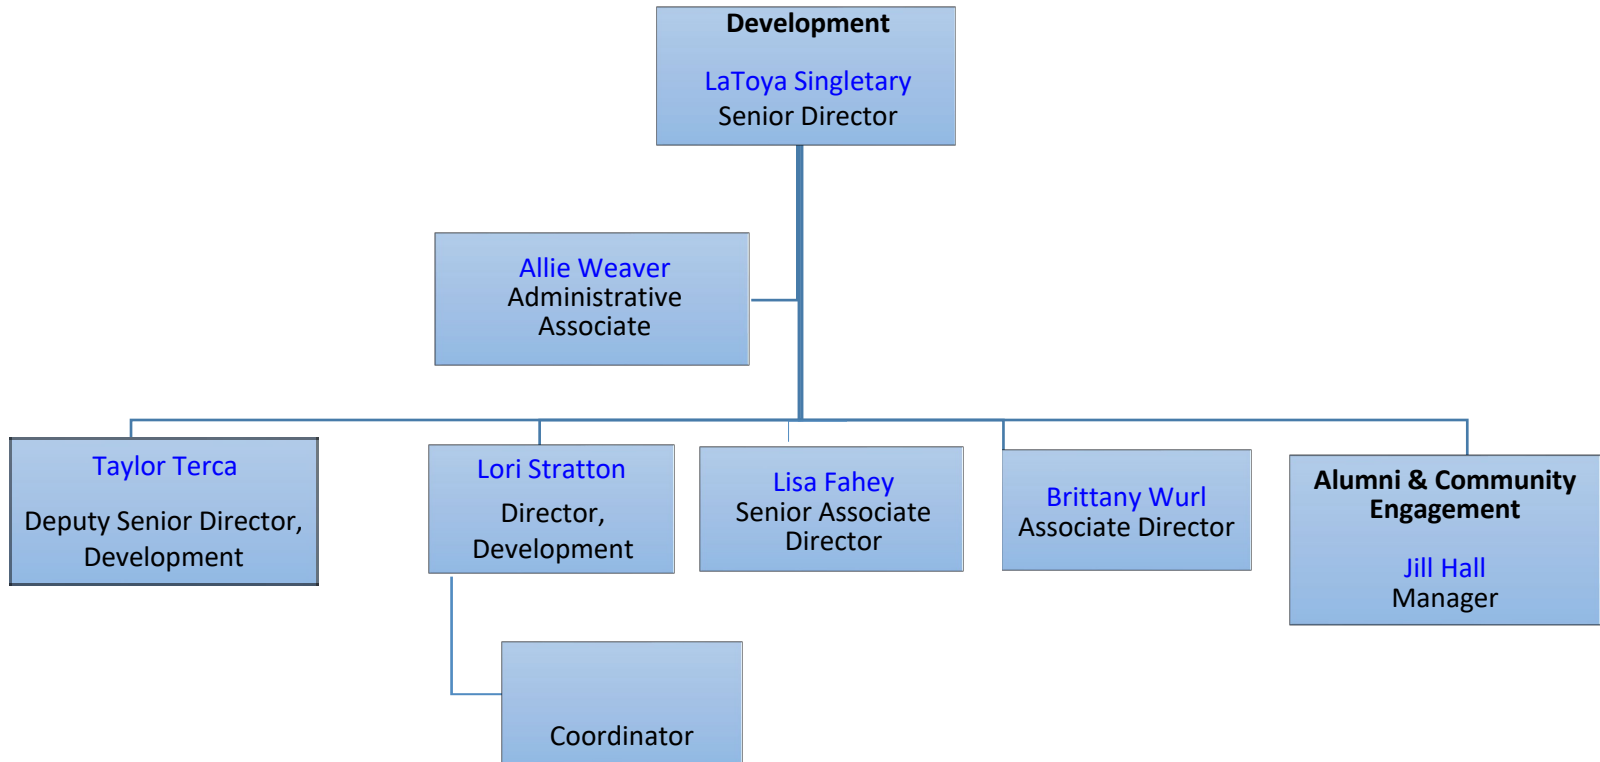 Development
LaToya Singletary
Senior Director
Allie Weaver
Administrative
Associate
Taylor Terca
Deputy Senior Director,
Development
Lori Stratton
Director,
Development
Lisa Fahey
Senior Associate
Director
Brittany Wurl
Associate Director
Alumni & Community
Engagement
Jill Hall
Manager
Coordinator